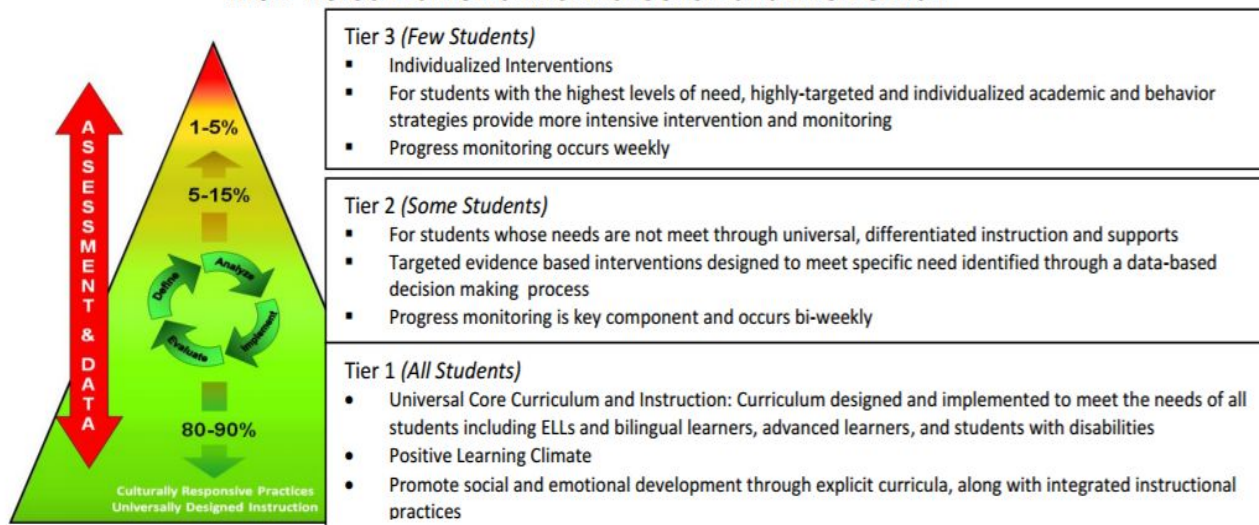 A
S
S
E
S
S
M
E
N
T
&
D
A
T
A
1-5%
5-15%
Define
Analyze
Implement
Evaluate
80-90%
Culturally Responsive Practices
Universally Designed Instruction
Tier 3 (Few Students)
▪ Individualized Interventions
▪ For students with the highest levels of need, highly-targeted and individualized academic and behavior
strategies provide more intensive intervention and monitoring
▪ Progress monitoring occurs weekly
Tier 2 (Some Students)
▪ For students whose needs are not meet through universal, differentiated instruction and supports
▪ Targeted evidence based interventions designed to meet specific need identified through a data-based
decision making process
▪ Progress monitoring is key component and occurs bi-weekly
Tier 1 (All Students)
• Universal Core Curriculum and Instruction: Curriculum designed and implemented to meet the needs of all
students including ELLs and bilingual learners, advanced learners, and students with disabilities
• Positive Learning Climate
• Promote social and emotional development through explicit curricula, along with integrated instructional
practices